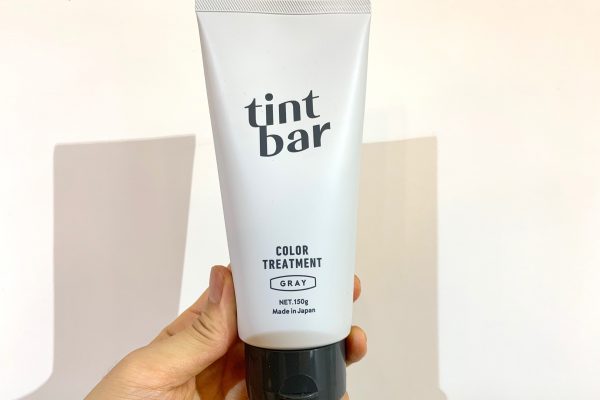 tint
bar
COLOR
TREATMENT
GRAY
NET.150g
Made in Japan